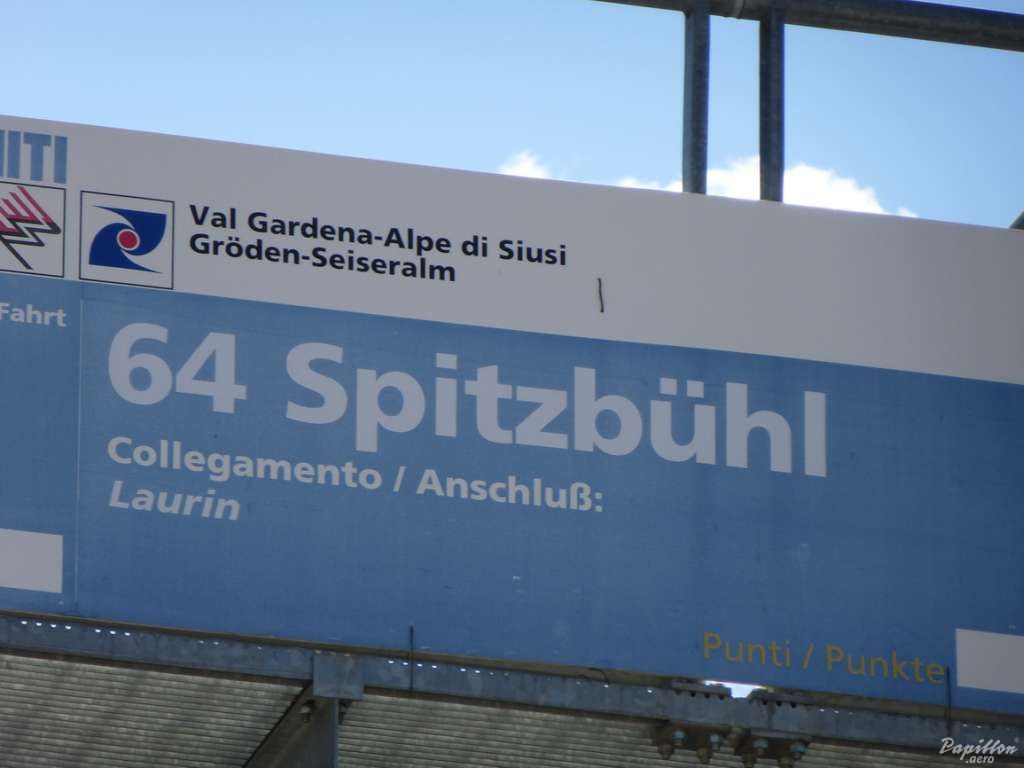 Val Gardena-Alpe di Siusi
Gröden-Seiseralm
Fahrt
64 Spitzbühl
Collegamento / Anschluß:
Laurin
Punti / Punkte
Papillon
.aero